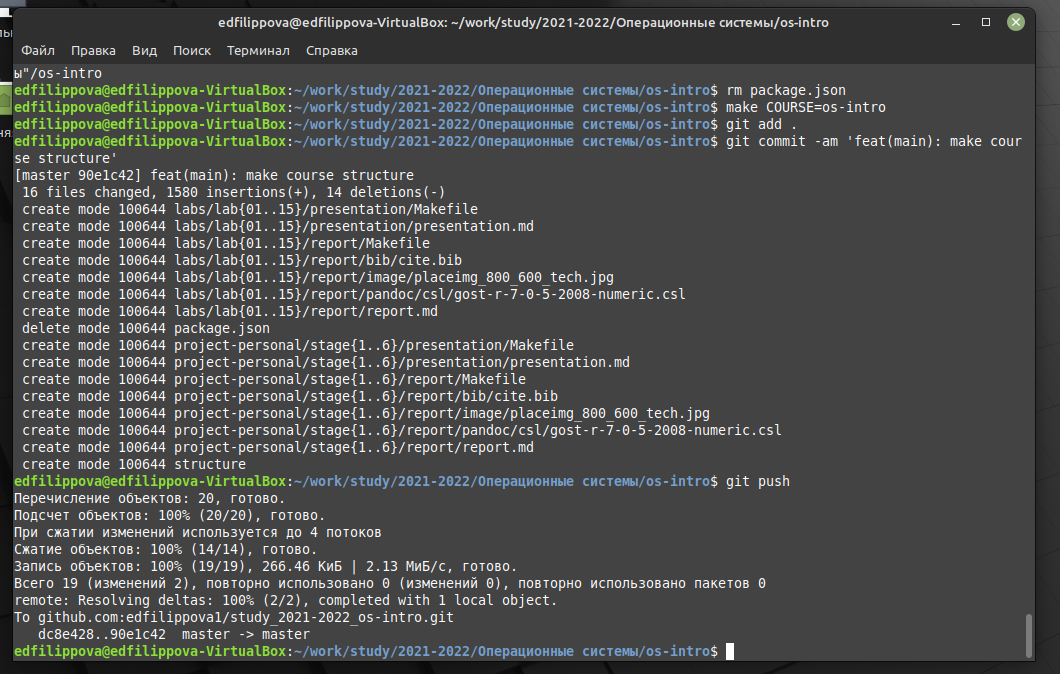 edfilippova@edfilippova-VirtualBox: ~/work/study/2021-2022/Операционные системы/os-intro
Файл Правка Вид Поиск Терминал Справка
ы"/os-intro
edfilippova@edfilippova-VirtualBox:~/work/study/2021-2022/Операционные системы/os-intro$ rm package.json
edfilippova@edfilippova-VirtualBox:~/work/study/2021-2022/Операционные системы/os-intro$ make COURSE=os-intro
edfilippova@edfilippova-VirtualBox:~/work/study/2021-2022/Операционные системы/os-intro$ git add .
edfilippova@edfilippova-VirtualBox:~/work/study/2021-2022/Операционные системы/os-intro$ git commit -am 'feat(main): make cour
se structure'
[master 90e1c42] feat(main): make course structure
 16 files changed, 1580 insertions(+), 14 deletions(-)
 create mode 100644 labs/lab{01..15}/presentation/Makefile
 create mode 100644 labs/lab{01..15}/presentation/presentation.md
 create mode 100644 labs/lab{01..15}/report/Makefile
 create mode 100644 labs/lab{01..15}/report/bib/cite.bib
 create mode 100644 labs/lab{01..15}/report/image/placeimg_800_600_tech.jpg
 create mode 100644 labs/lab{01..15}/report/pandoc/csl/gost-r-7-0-5-2008-numeric.csl
 create mode 100644 labs/lab{01..15}/report/report.md
 delete mode 100644 package.json
 create mode 100644 project-personal/stage{1..6}/presentation/Makefile
 create mode 100644 project-personal/stage{1..6}/presentation/presentation.md
 create mode 100644 project-personal/stage{1..6}/report/Makefile
 create mode 100644 project-personal/stage{1..6}/report/bib/cite.bib
 create mode 100644 project-personal/stage{1..6}/report/image/placeimg_800_600_tech.jpg
 create mode 100644 project-personal/stage{1..6}/report/pandoc/csl/gost-r-7-0-5-2008-numeric.csl
 create mode 100644 project-personal/stage{1..6}/report/report.md
 create mode 100644 structure
edfilippova@edfilippova-VirtualBox:~/work/study/2021-2022/Операционные системы/os-intro$ git push
Перечисление объектов: 20, готово.
Подсчет объектов: 100% (20/20), готово.
При сжатии изменений используется до 4 потоков
Сжатие объектов: 100% (14/14), готово.
Запись объектов: 100% (19/19), 266.46 КиБ | 2.13 МиБ/с, готово.
Всего 19 (изменений 2), повторно использовано 0 (изменений 0), повторно использовано пакетов 0
remote: Resolving deltas: 100% (2/2), completed with 1 local object.
To github.com:edfilippova1/study_2021-2022_os-intro.git
   dc8e428..90e1c42  master -> master
edfilippova@edfilippova-VirtualBox:~/work/study/2021-2022/Операционные системы/os-intro$